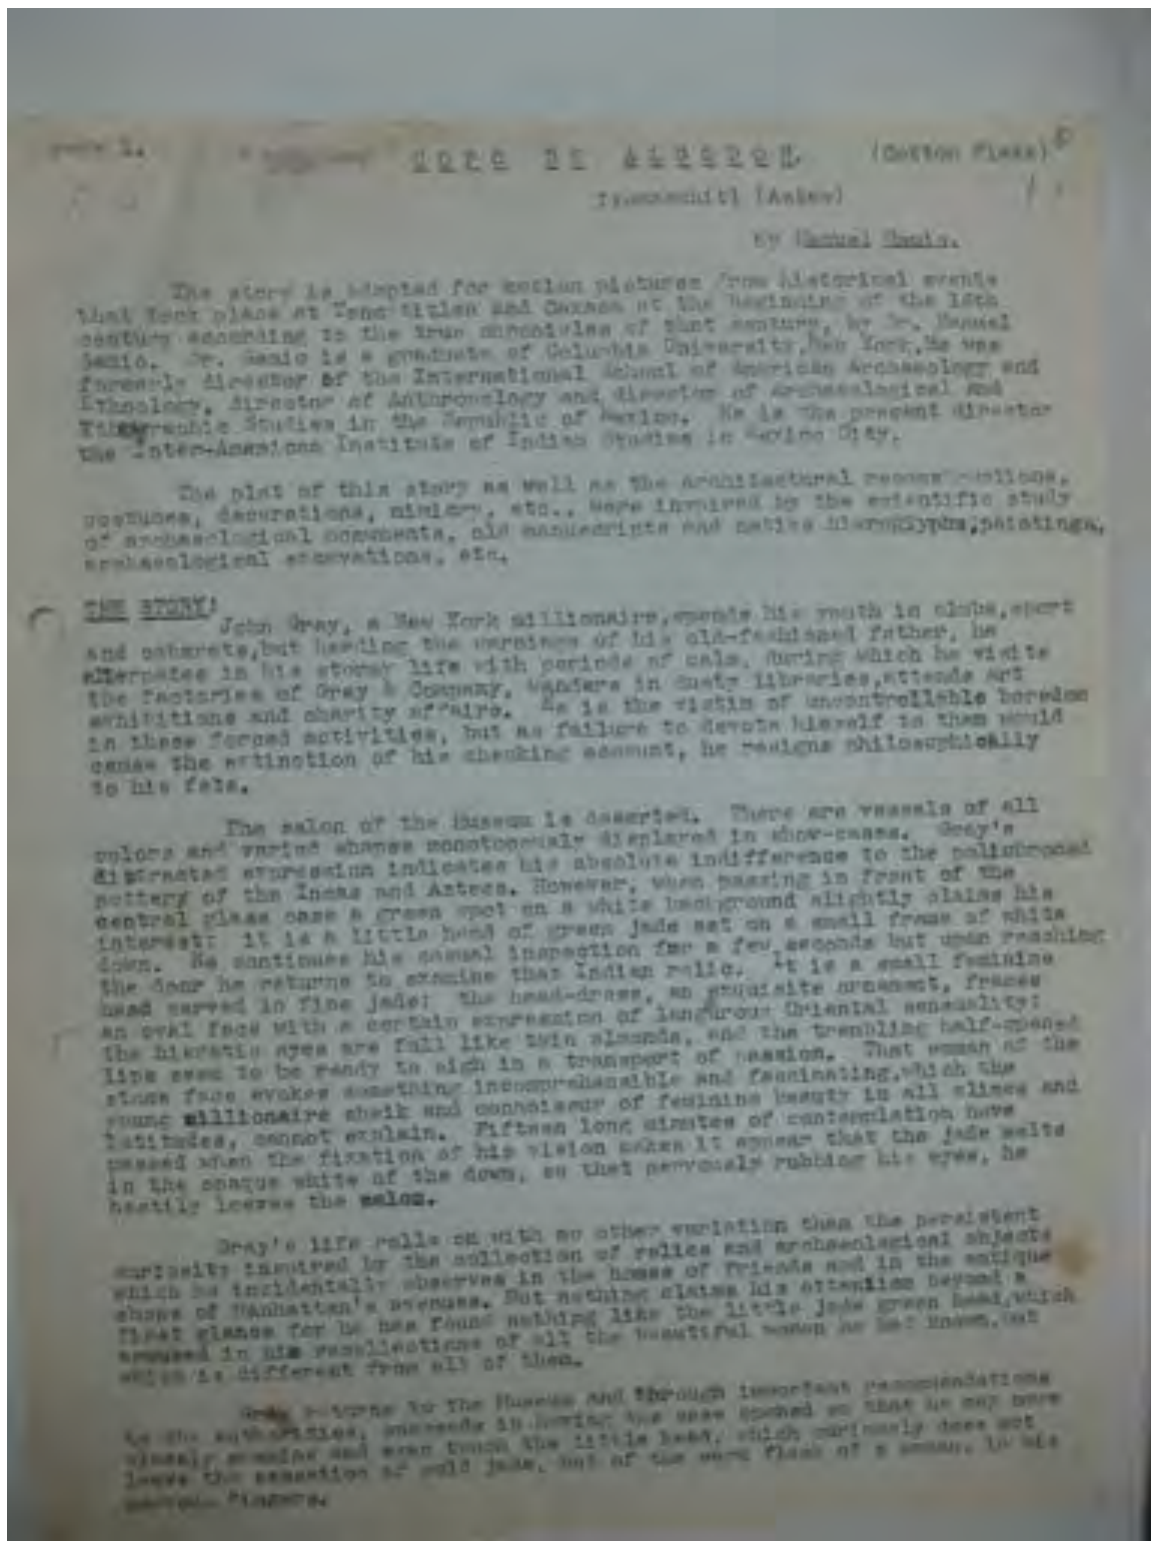 COPO DE ALGODON (Cotton Flake)
(Aztec)
By Manuel Gamio.
The story is adapted for motion pictures from historical events
that took place at and Oaxaca at the beginning of the 16th
century according to the true chronicles of that century, by Dr. Manuel
Gamio. Dr. Gamio is a graduate of Columbia University, New York. He was
formerly director of the International School of American Archaeology and
Ethnology, director of Anthropology and director of Archaeological and
Studies in the Republic of Mexico. He is the present director
the Inter-American Institute of Indian Studies in Mexico City.
The plot of this story as well as the architectural
costumes, decorations, etc., were inspired by the scientific study
of archaeological documents, old manuscripts and native hieroglyphs, paintings,
archaeological excavations, etc.
THE STORY:
John Gray, a New York millionaire, spends his youth in clubs, sport
and cabarets, but heeding the warnings of his old-fashioned father, he
alternates in his stormy life with periods of calm, during which he visits
the factories of Gray & Company, wanders in dusty libraries, attends art
exhibitions and charity affairs. He is the victim of uncontrollable boredom
in these forced activities, but as failure to devote himself to them would
cause the extinction of his checking account, he resigns philosophically
to his fate.
The salon of the Museum is deserted. There are vessels of all
colors and varied shapes monotonously displayed in show-cases. Gray's
distracted expression indicates his absolute indifference to the
pottery of the Incas and Aztecs. However, when passing in front of the
central glass case a green spot on a white background slightly claims his
interest: it is a little head of green jade set on a small frame of white
down. He continues his casual inspection for a few seconds but upon reaching
the door he returns to examine that Indian relic. It is a small feminine
head carved in fine jade: the head-dress, an exquisite ornament, frames
an oval face with a certain expression of Oriental sensuality:
the hieratic eyes are full like twin almonds, and the trembling half-opened
lips seem to be ready to sigh in a transport of passion. That woman of the
stone face evokes something incomprehensible and fascinating, which the
young millionaire sheik and of feminine beauty in all climes and
latitudes, cannot explain. Fifteen long minutes of contemplation have
passed when the fixation of his vision makes it appear that the jade melts
in the opaque white of the down, so that nervously rubbing his eyes, he
hastily leaves the salon.
Gray's life rolls on with no other variation than the persistent
curiosity inspired by the collection of relics and archaeological objects
which he incidentally observes in the homes of friends and in the antique
shops of Manhattan's avenues. But nothing claims his attention beyond a
first glance for he has found nothing like the little jade green head, which
aroused in him recollections of all the beautiful women he has known, but
which is different from all of them.
Gray returns to the Museum and through important
to the authorities, succeeds in having the case opened so that he may more
closely examine and even touch the little head, which curiously does not
leave the sensation of cold jade, but of the warm flesh of a woman, in his
nervous fingers.